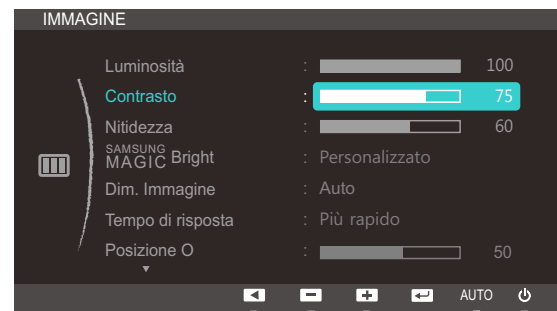 IMMAGINE
Luminosità : 100
Contrasto : 75
Nitidezza : 60
SAMSUNG MAGIC Bright : Personalizzato
Dim. Immagine : Auto
Tempo di risposta : Più rapido
Posizione O : 50
AUTO